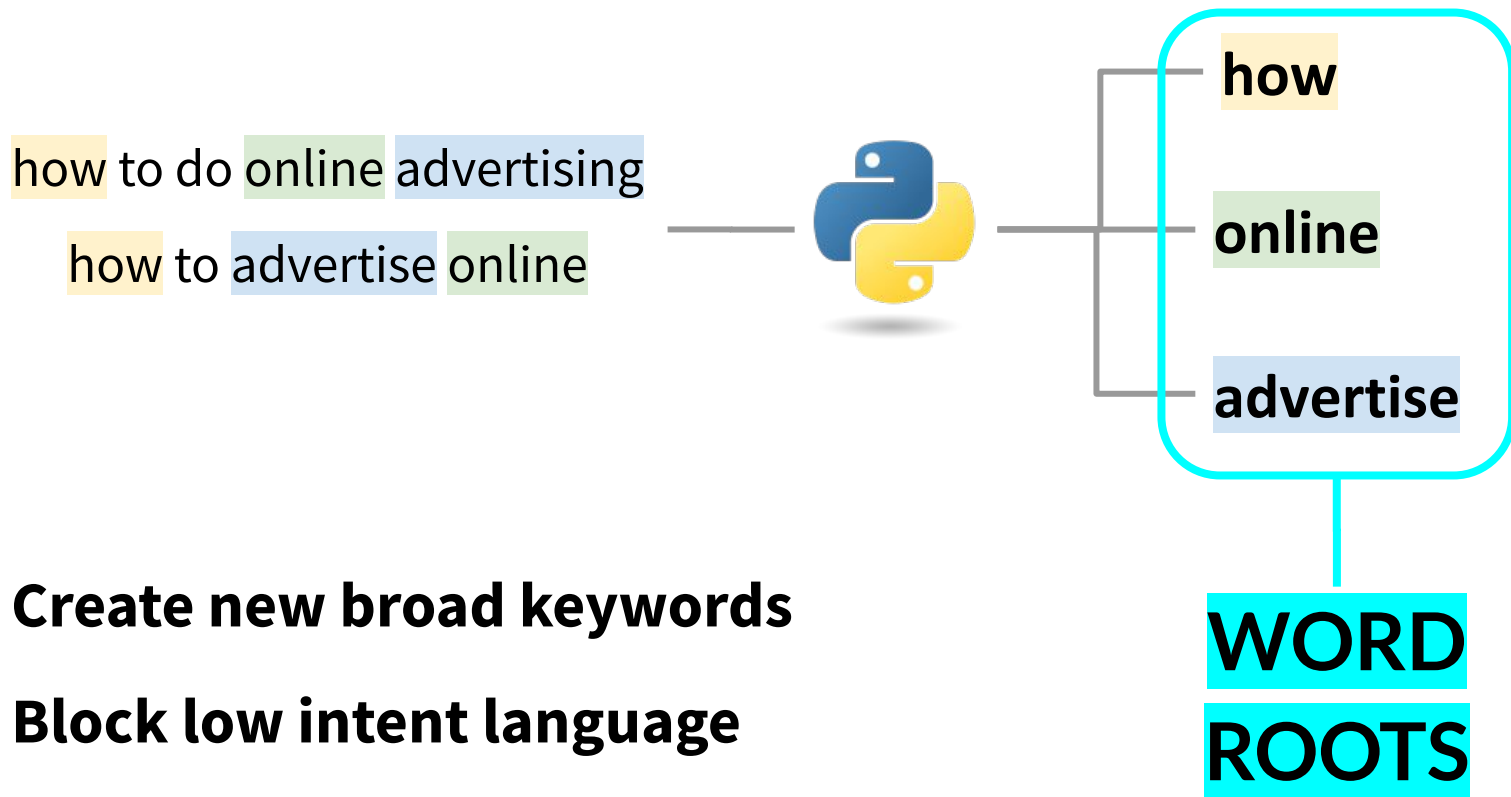 how to do online advertising
how to advertise online
how
online
advertise
Create new broad keywords
Block low intent language
WORD
ROOTS